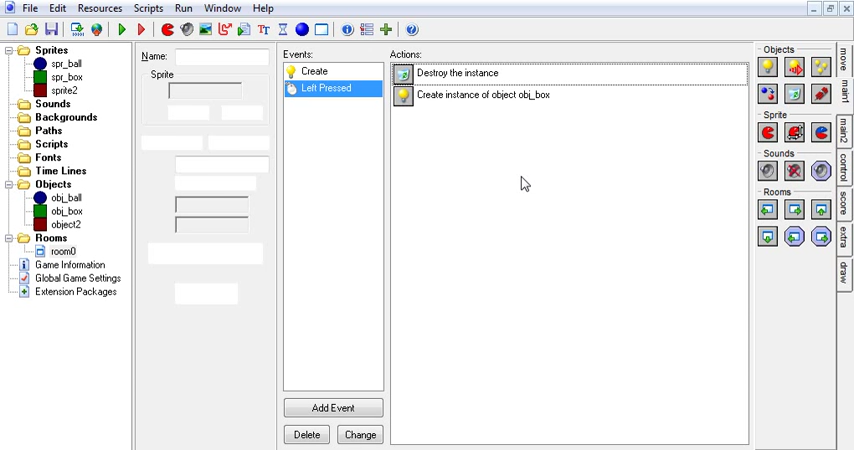 File Edit Resources Scripts Run Window Help
Sprites
spr_ball
spr_box
sprite2
Sounds
Backgrounds
Paths
Scripts
Fonts
Time Lines
Objects
obj_ball
obj_box
object2
Rooms
room0
Game Information
Global Game Settings
Extension Packages
Name:
Sprite
Events:
Create
Left Pressed
Add Event
Delete Change
Actions:
Destroy the instance
Create instance of object obj_box
Objects
Sprite
Sounds
Rooms
move
main1
main2
control
score
extra
draw